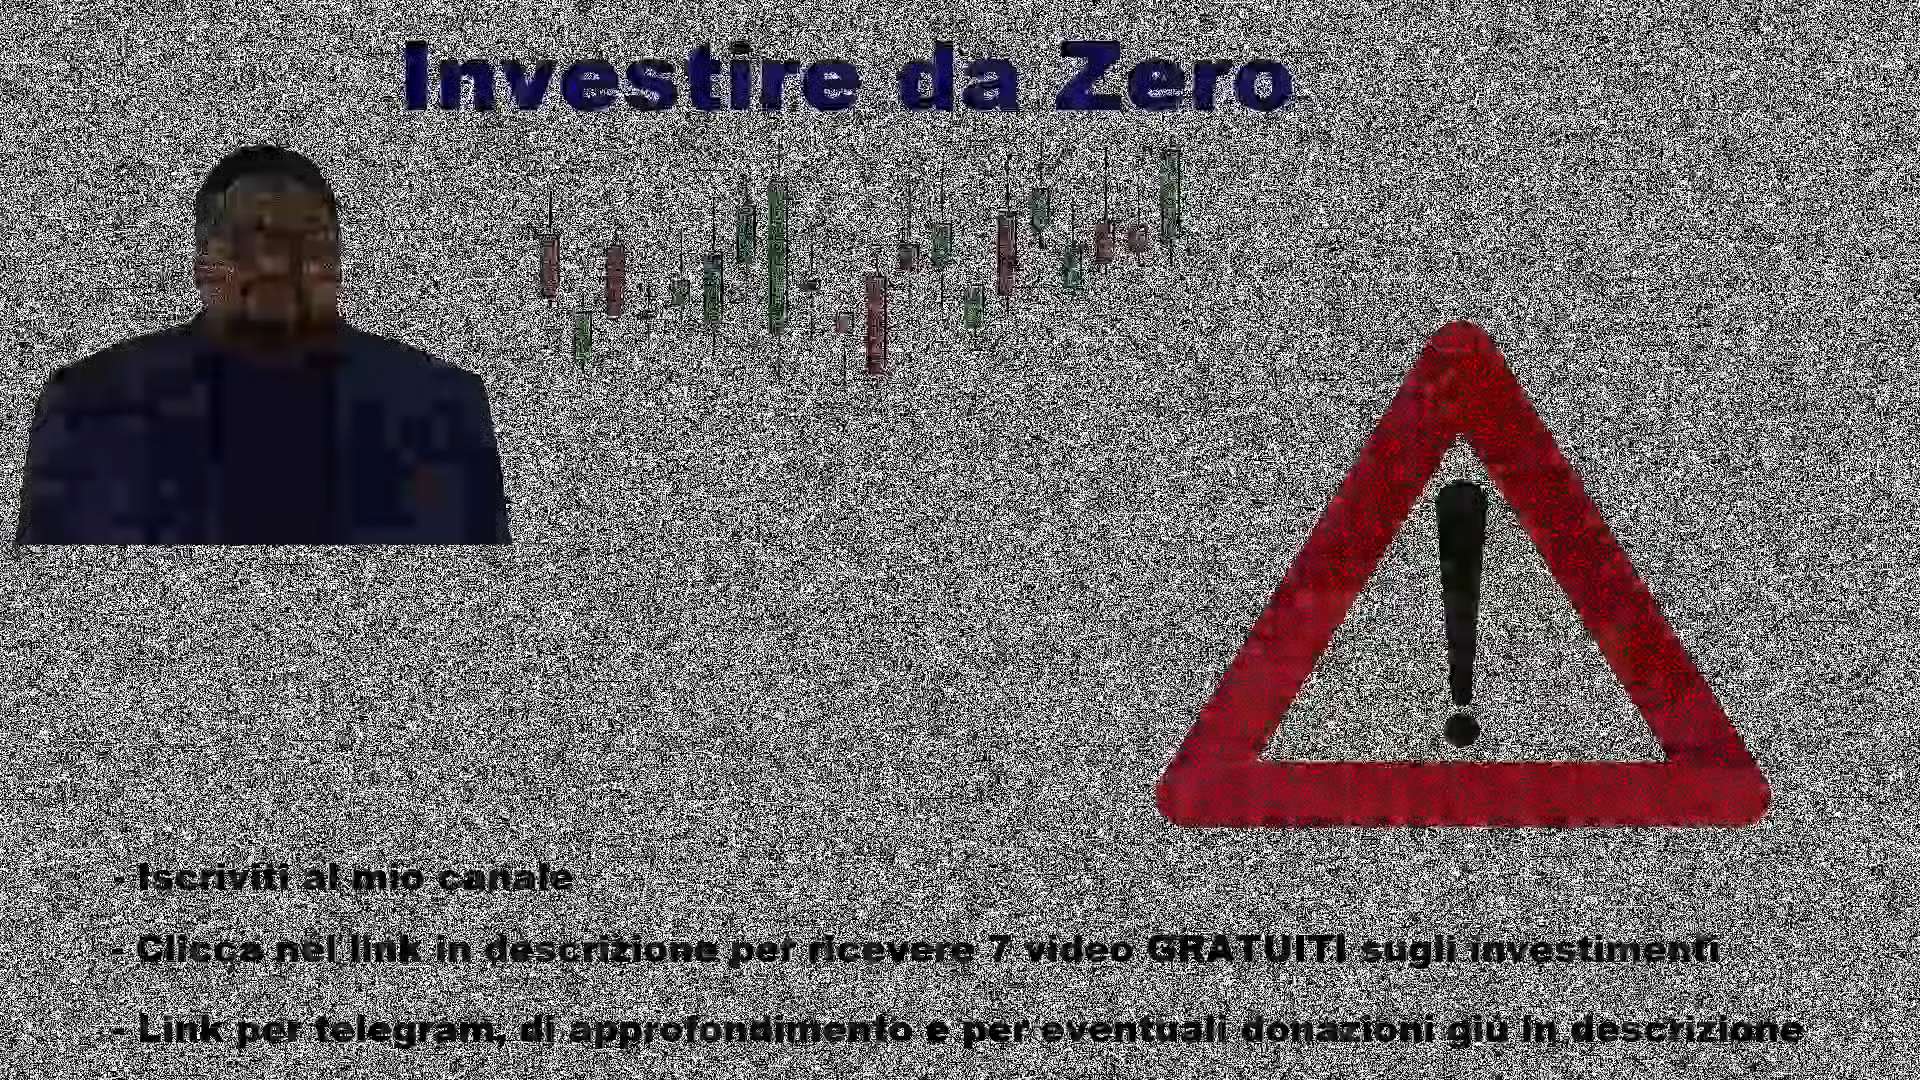 Investire da Zero
- Iscriviti al mio canale
- Clicca nel link in descrizione per ricevere 7 video GRATUITI sugli investimenti
- Link per telegram, di approfondimento e per eventuali donazioni giù in descrizione